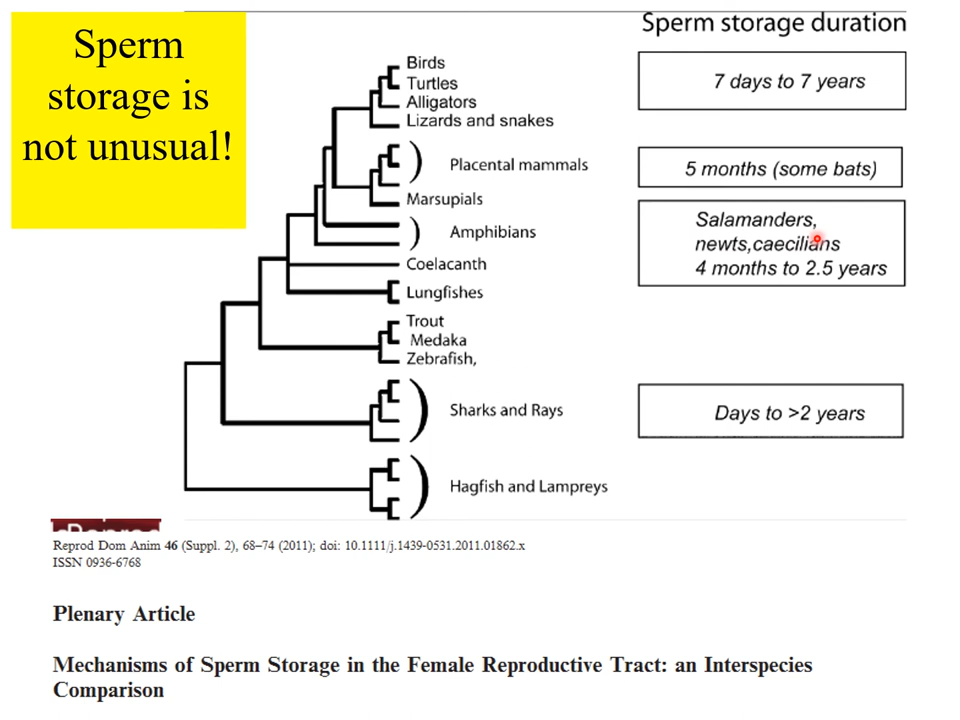 Sperm
storage is
not unusual!
Sperm storage duration
Birds
Turtles
Alligators
Lizards and snakes
7 days to 7 years
Placental mammals
5 months (some bats)
Marsupials
Amphibians
Salamanders,
newts,caecilians
4 months to 2.5 years
Coelacanth
Lungfishes
Trout
Medaka
Zebrafish,
Sharks and Rays
Days to >2 years
Hagfish and Lampreys
Reprod Dom Anim 46 (Suppl. 2), 68–74 (2011); doi: 10.1111/j.1439-0531.2011.01862.x
ISSN 0936-6768
Plenary Article
Mechanisms of Sperm Storage in the Female Reproductive Tract: an Interspecies
Comparison